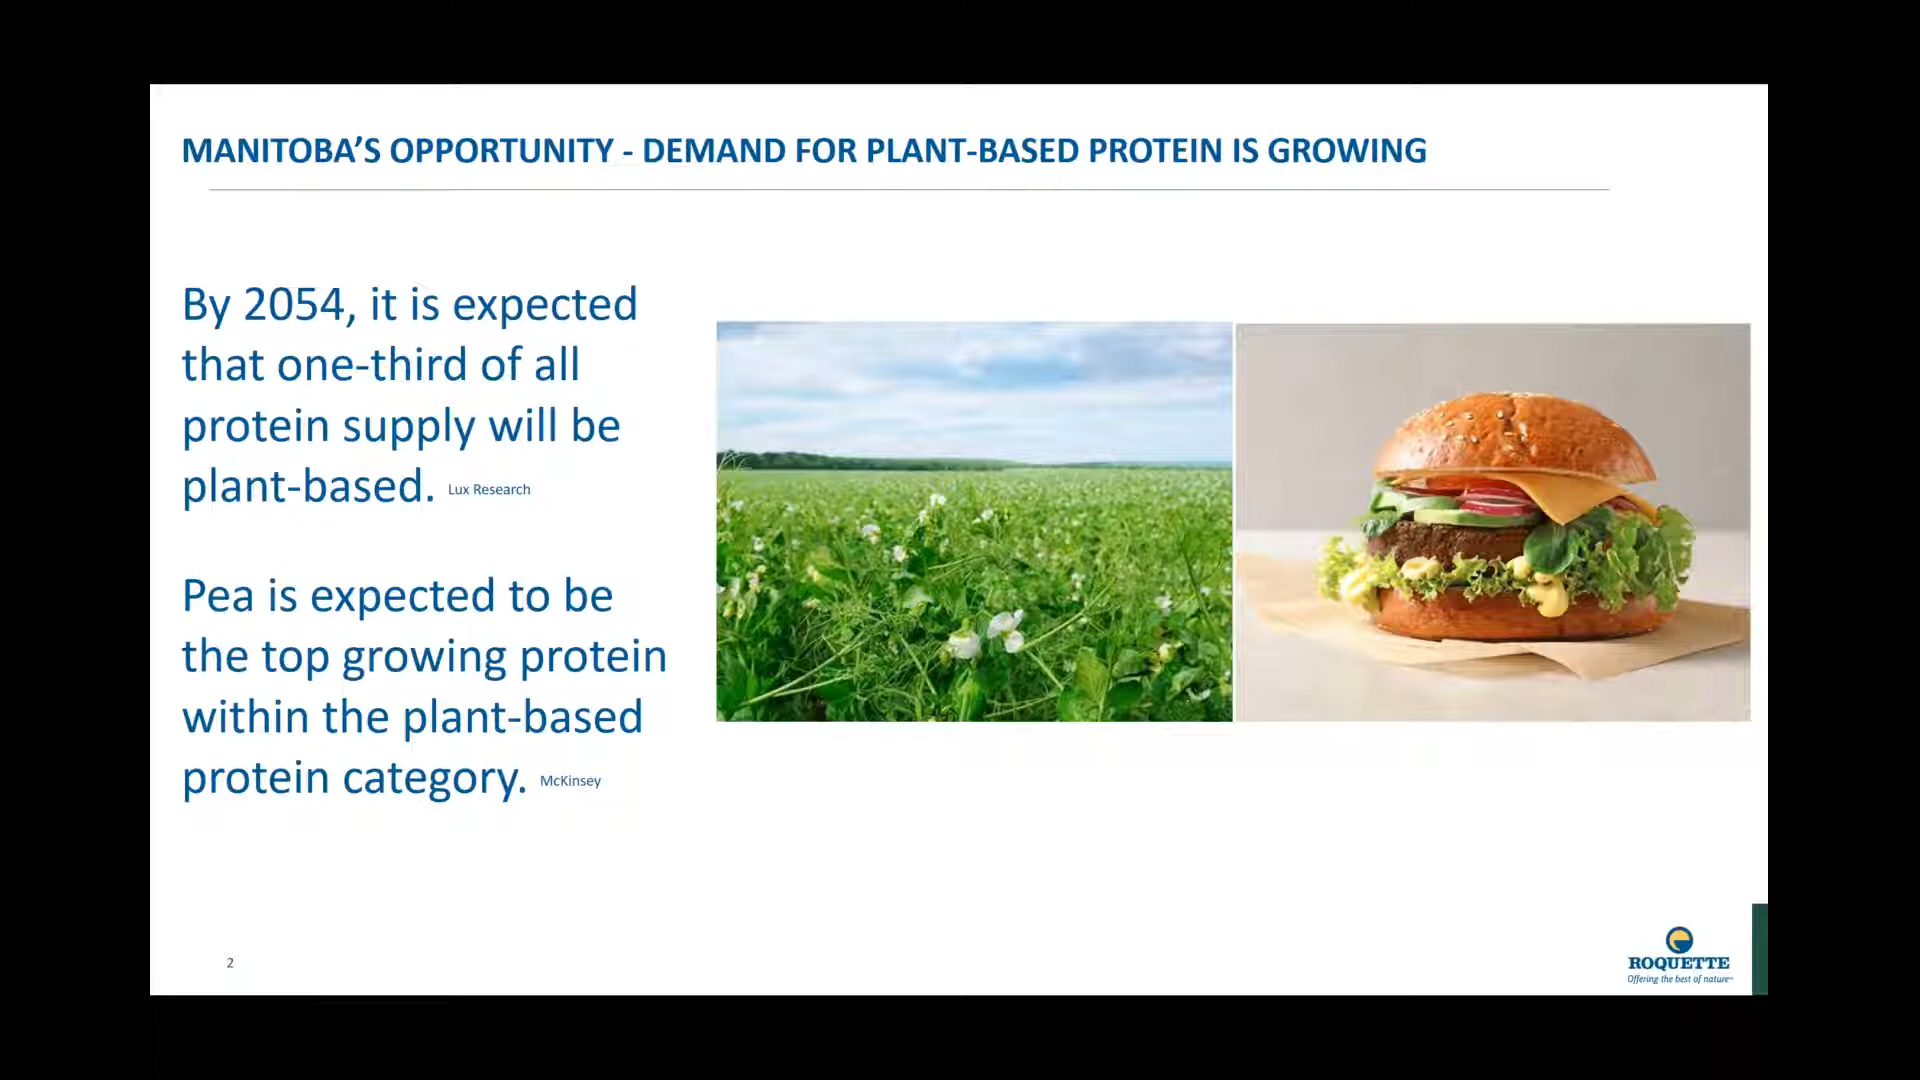 MANITOBA’S OPPORTUNITY - DEMAND FOR PLANT-BASED PROTEIN IS GROWING
By 2054, it is expected
that one-third of all
protein supply will be
plant-based. Lux Research
Pea is expected to be
the top growing protein
within the plant-based
protein category. McKinsey
2
ROQUETTE
Offering the best of nature™